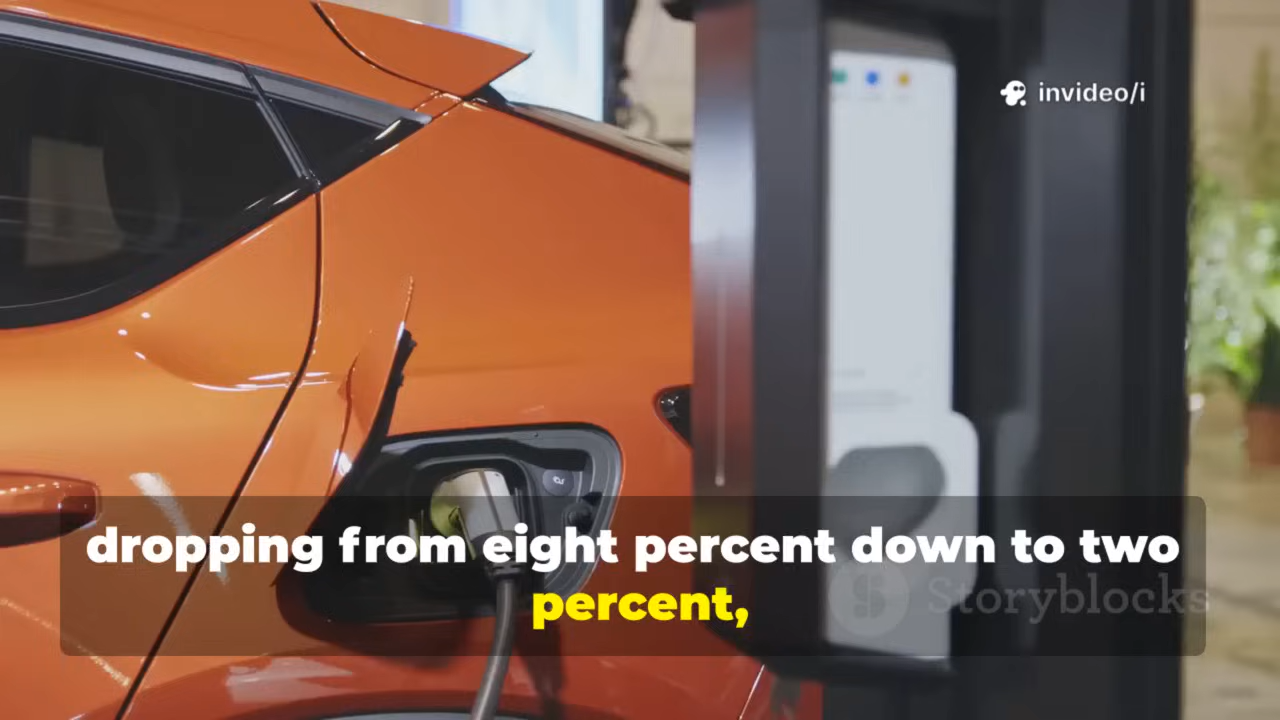 invideo/i
dropping from eight percent down to two
percent,
Storyblocks